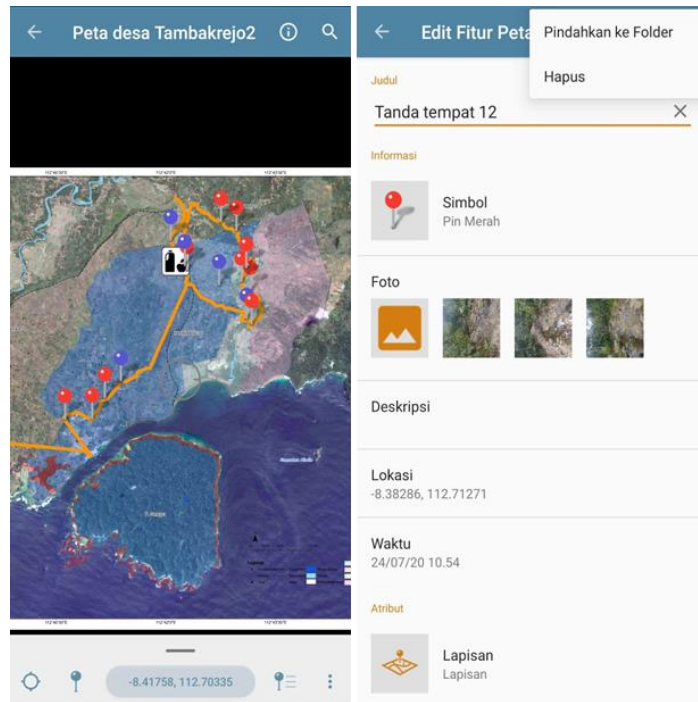 Peta desa Tambakrejo2
-8.41758, 112.70335
Edit Fitur Peta
Pindahkan ke Folder
Hapus
Judul
Tanda tempat 12
Informasi
Simbol
Pin Merah
Foto
Deskripsi
Lokasi
-8.38286, 112.71271
Waktu
24/07/20 10.54
Atribut
Lapisan
Lapisan